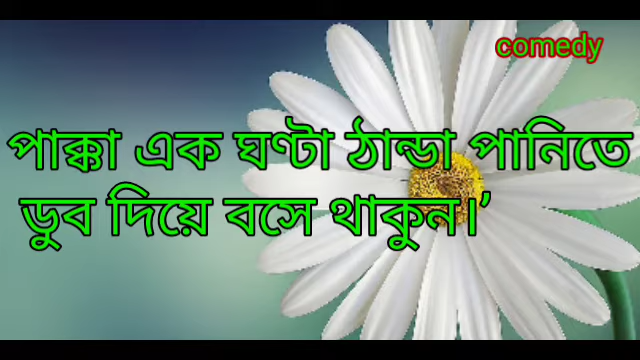 comedy
পাক্কা এক ঘণ্টা ঠান্ডা পানিতে
ডুব দিয়ে বসে থাকুন।’